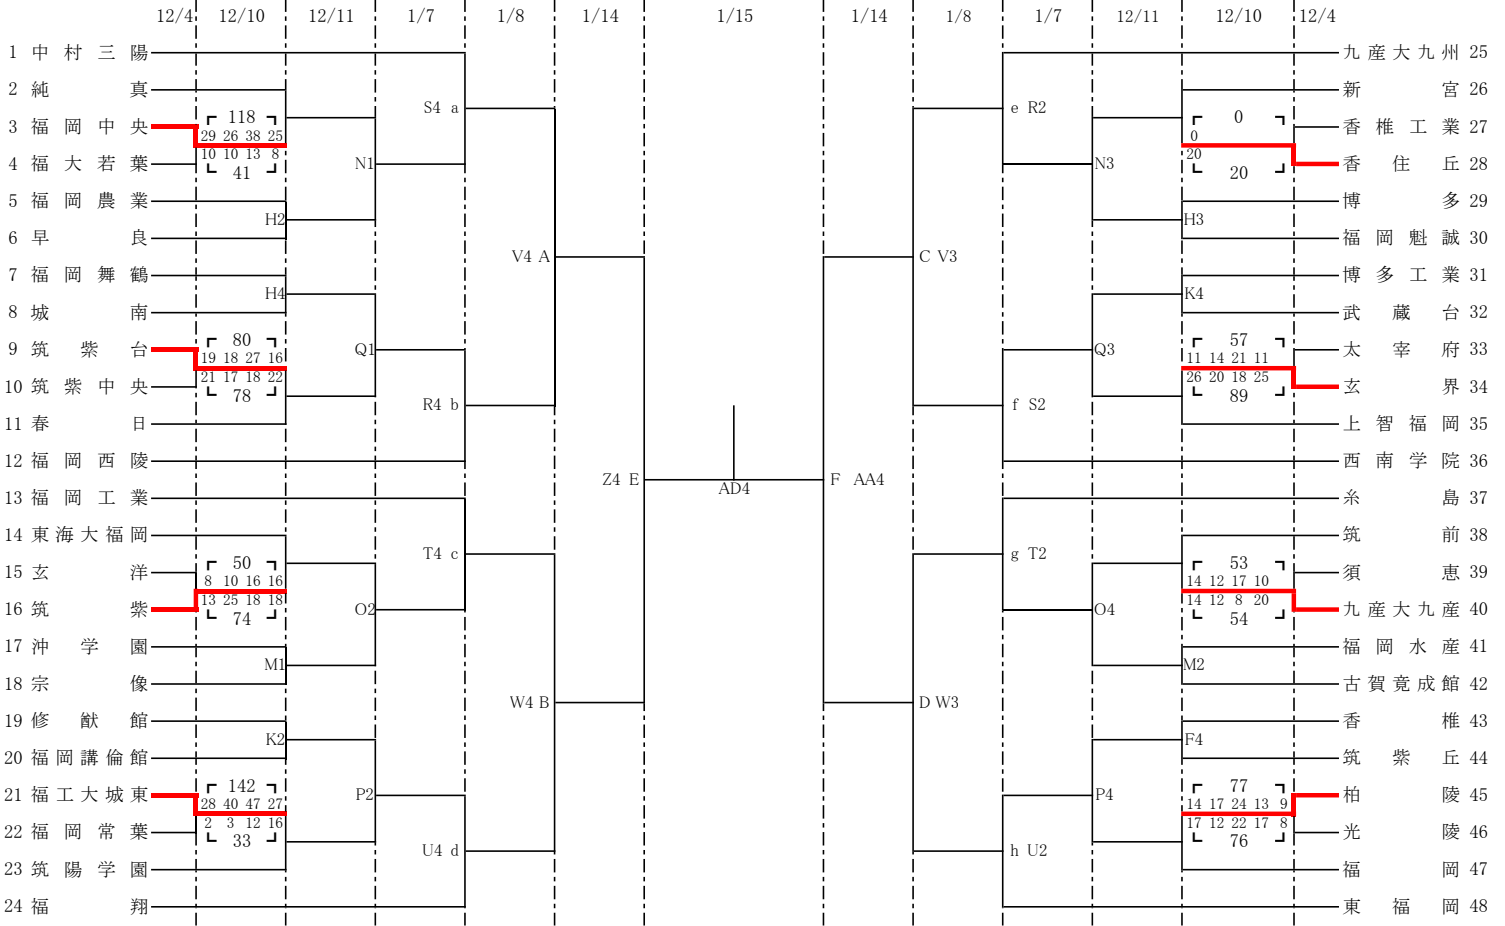 12/4 12/10 12/11 1/7 1/8 1/14 1/15 1/14 1/8 1/7 12/11 12/10 12/4
1 中村三陽
2 純真
3 福岡中央
4 福大若葉
5 福岡農業
6 早良
7 福岡舞鶴
8 城南
9 筑紫台
10 筑紫中央
11 春日
12 福岡西陵
13 福岡工業
14 東海大福岡
15 玄洋
16 筑紫
17 沖学園
18 宗像
19 修猷館
20 福岡講倫館
21 福工大城東
22 福岡常葉
23 筑陽学園
24 福翔
118
29 26 38 25
10 10 13 8
41
H2
H4
80
19 18 27 16
21 17 18 22
78
50
8 10 16 16
13 25 18 18
74
M1
K2
142
28 40 47 27
2 3 12 16
33
N1
Q1
O2
P2
S4 a
R4 b
T4 c
U4 d
V4 A
W4 B
Z4 E
AD4
F AA4
C V3
D W3
e R2
f S2
g T2
h U2
N3
Q3
O4
P4
0
0
20
20
H3
K4
57
11 14 21 11
26 20 18 25
89
53
14 12 17 10
14 12 8 20
54
M2
F4
77
14 17 24 13 9
17 12 22 17 8
76
九産大九州 25
新宮 26
香椎工業 27
香住丘 28
博多 29
福岡魁誠 30
博多工業 31
武蔵台 32
太宰府 33
玄界 34
上智福岡 35
西南学院 36
糸島 37
筑前 38
須恵 39
九産大九産 40
福岡水産 41
古賀竟成館 42
香椎 43
筑紫丘 44
柏陵 45
光陵 46
福岡 47
東福岡 48